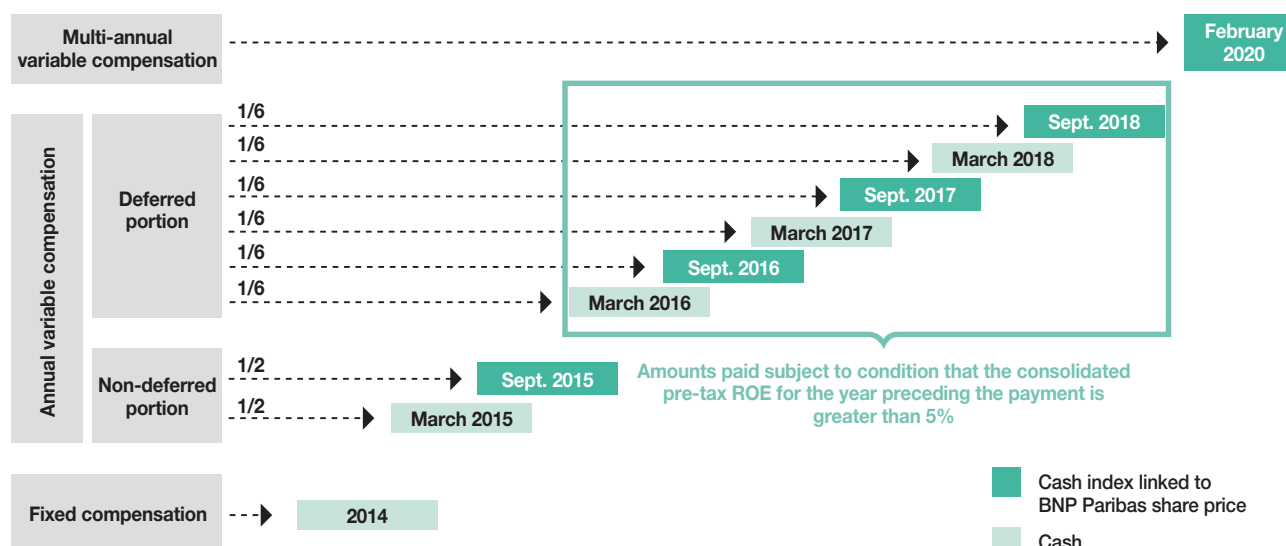 Multi-annual
variable compensation
February
2020
Annual variable compensation
Deferred
portion
1/6
Sept. 2018
1/6
March 2018
1/6
Sept. 2017
1/6
March 2017
1/6
Sept. 2016
1/6
March 2016
Non-deferred
portion
1/2
Sept. 2015
1/2
March 2015
Amounts paid subject to condition that the consolidated
pre-tax ROE for the year preceding the payment is
greater than 5%
Fixed compensation
2014
Cash index linked to
BNP Paribas share price
Cash